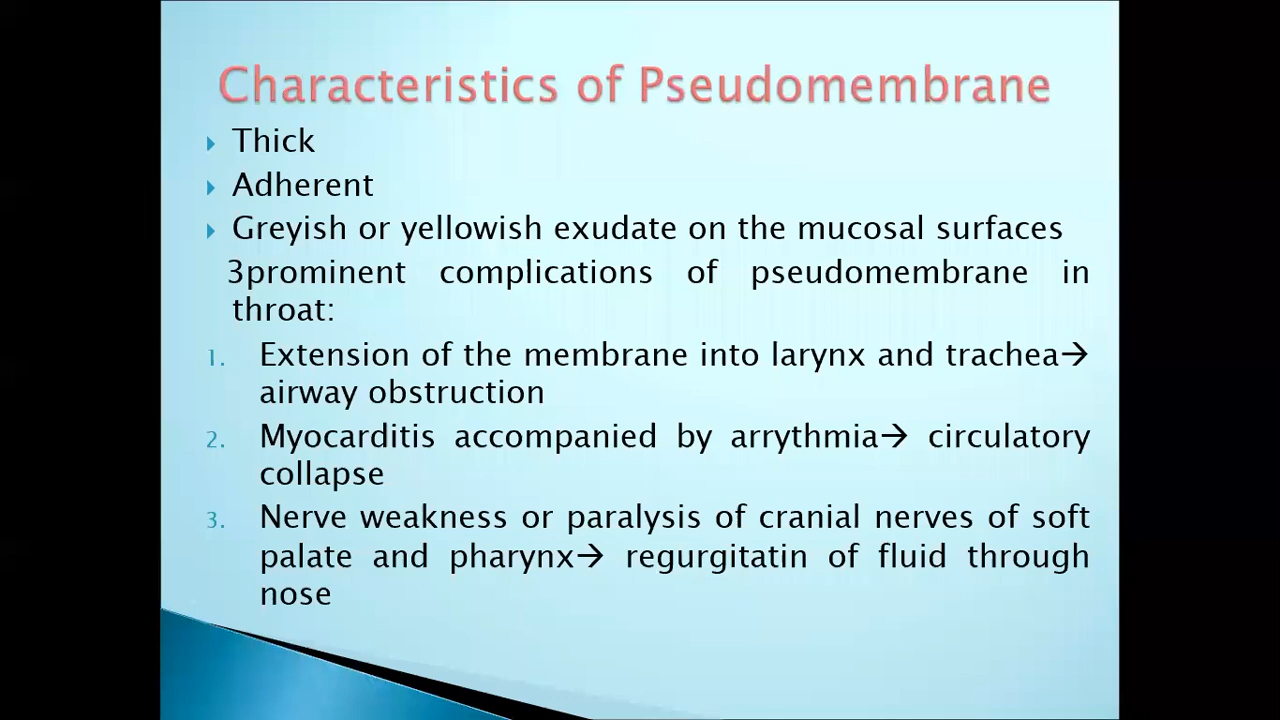 Characteristics of Pseudomembrane
Thick
Adherent
Greyish or yellowish exudate on the mucosal surfaces
3prominent complications of pseudomembrane in
throat:
1. Extension of the membrane into larynx and trachea→
airway obstruction
2. Myocarditis accompanied by arrythmia→ circulatory
collapse
3. Nerve weakness or paralysis of cranial nerves of soft
palate and pharynx→ regurgitatin of fluid through
nose